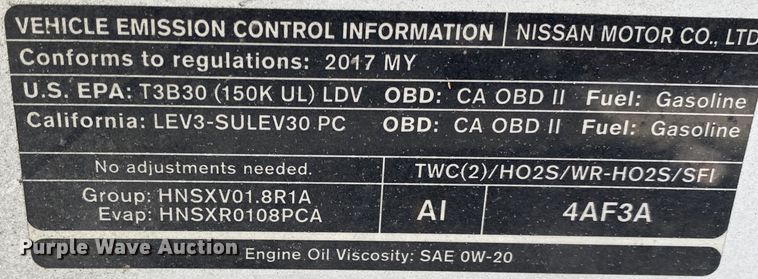 VEHICLE EMISSION CONTROL INFORMATION NISSAN MOTOR CO., LTD
Conforms to regulations: 2017 MY
U.S. EPA: T3B30 (150K UL) LDV OBD: CA OBD II Fuel: Gasoline
California: LEV3-SULEV30 PC OBD: CA OBD II Fuel: Gasoline
No adjustments needed. TWC(2)/HO2S/WR-HO2S/SFI
Group: HNSXV01.8R1A
Evap: HNSXR0108PCA
AI 4AF3A
Purple Wave Auction
Engine Oil Viscosity: SAE 0W-20